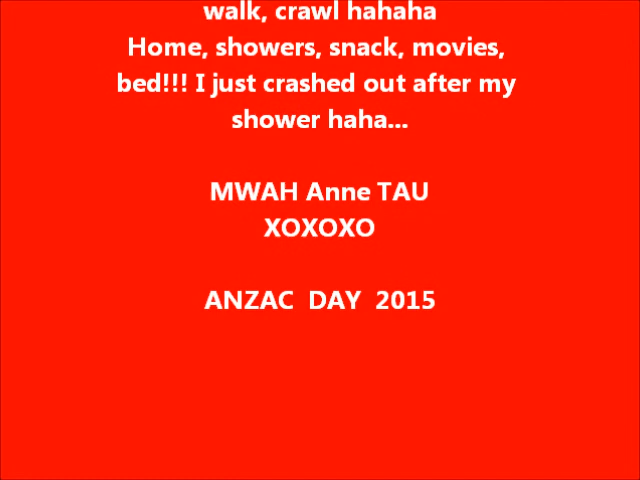 walk, crawl hahaha
Home, showers, snack, movies,
bed!!! I just crashed out after my
shower haha...
MWAH Anne TAU
XOXOXO
ANZAC DAY 2015